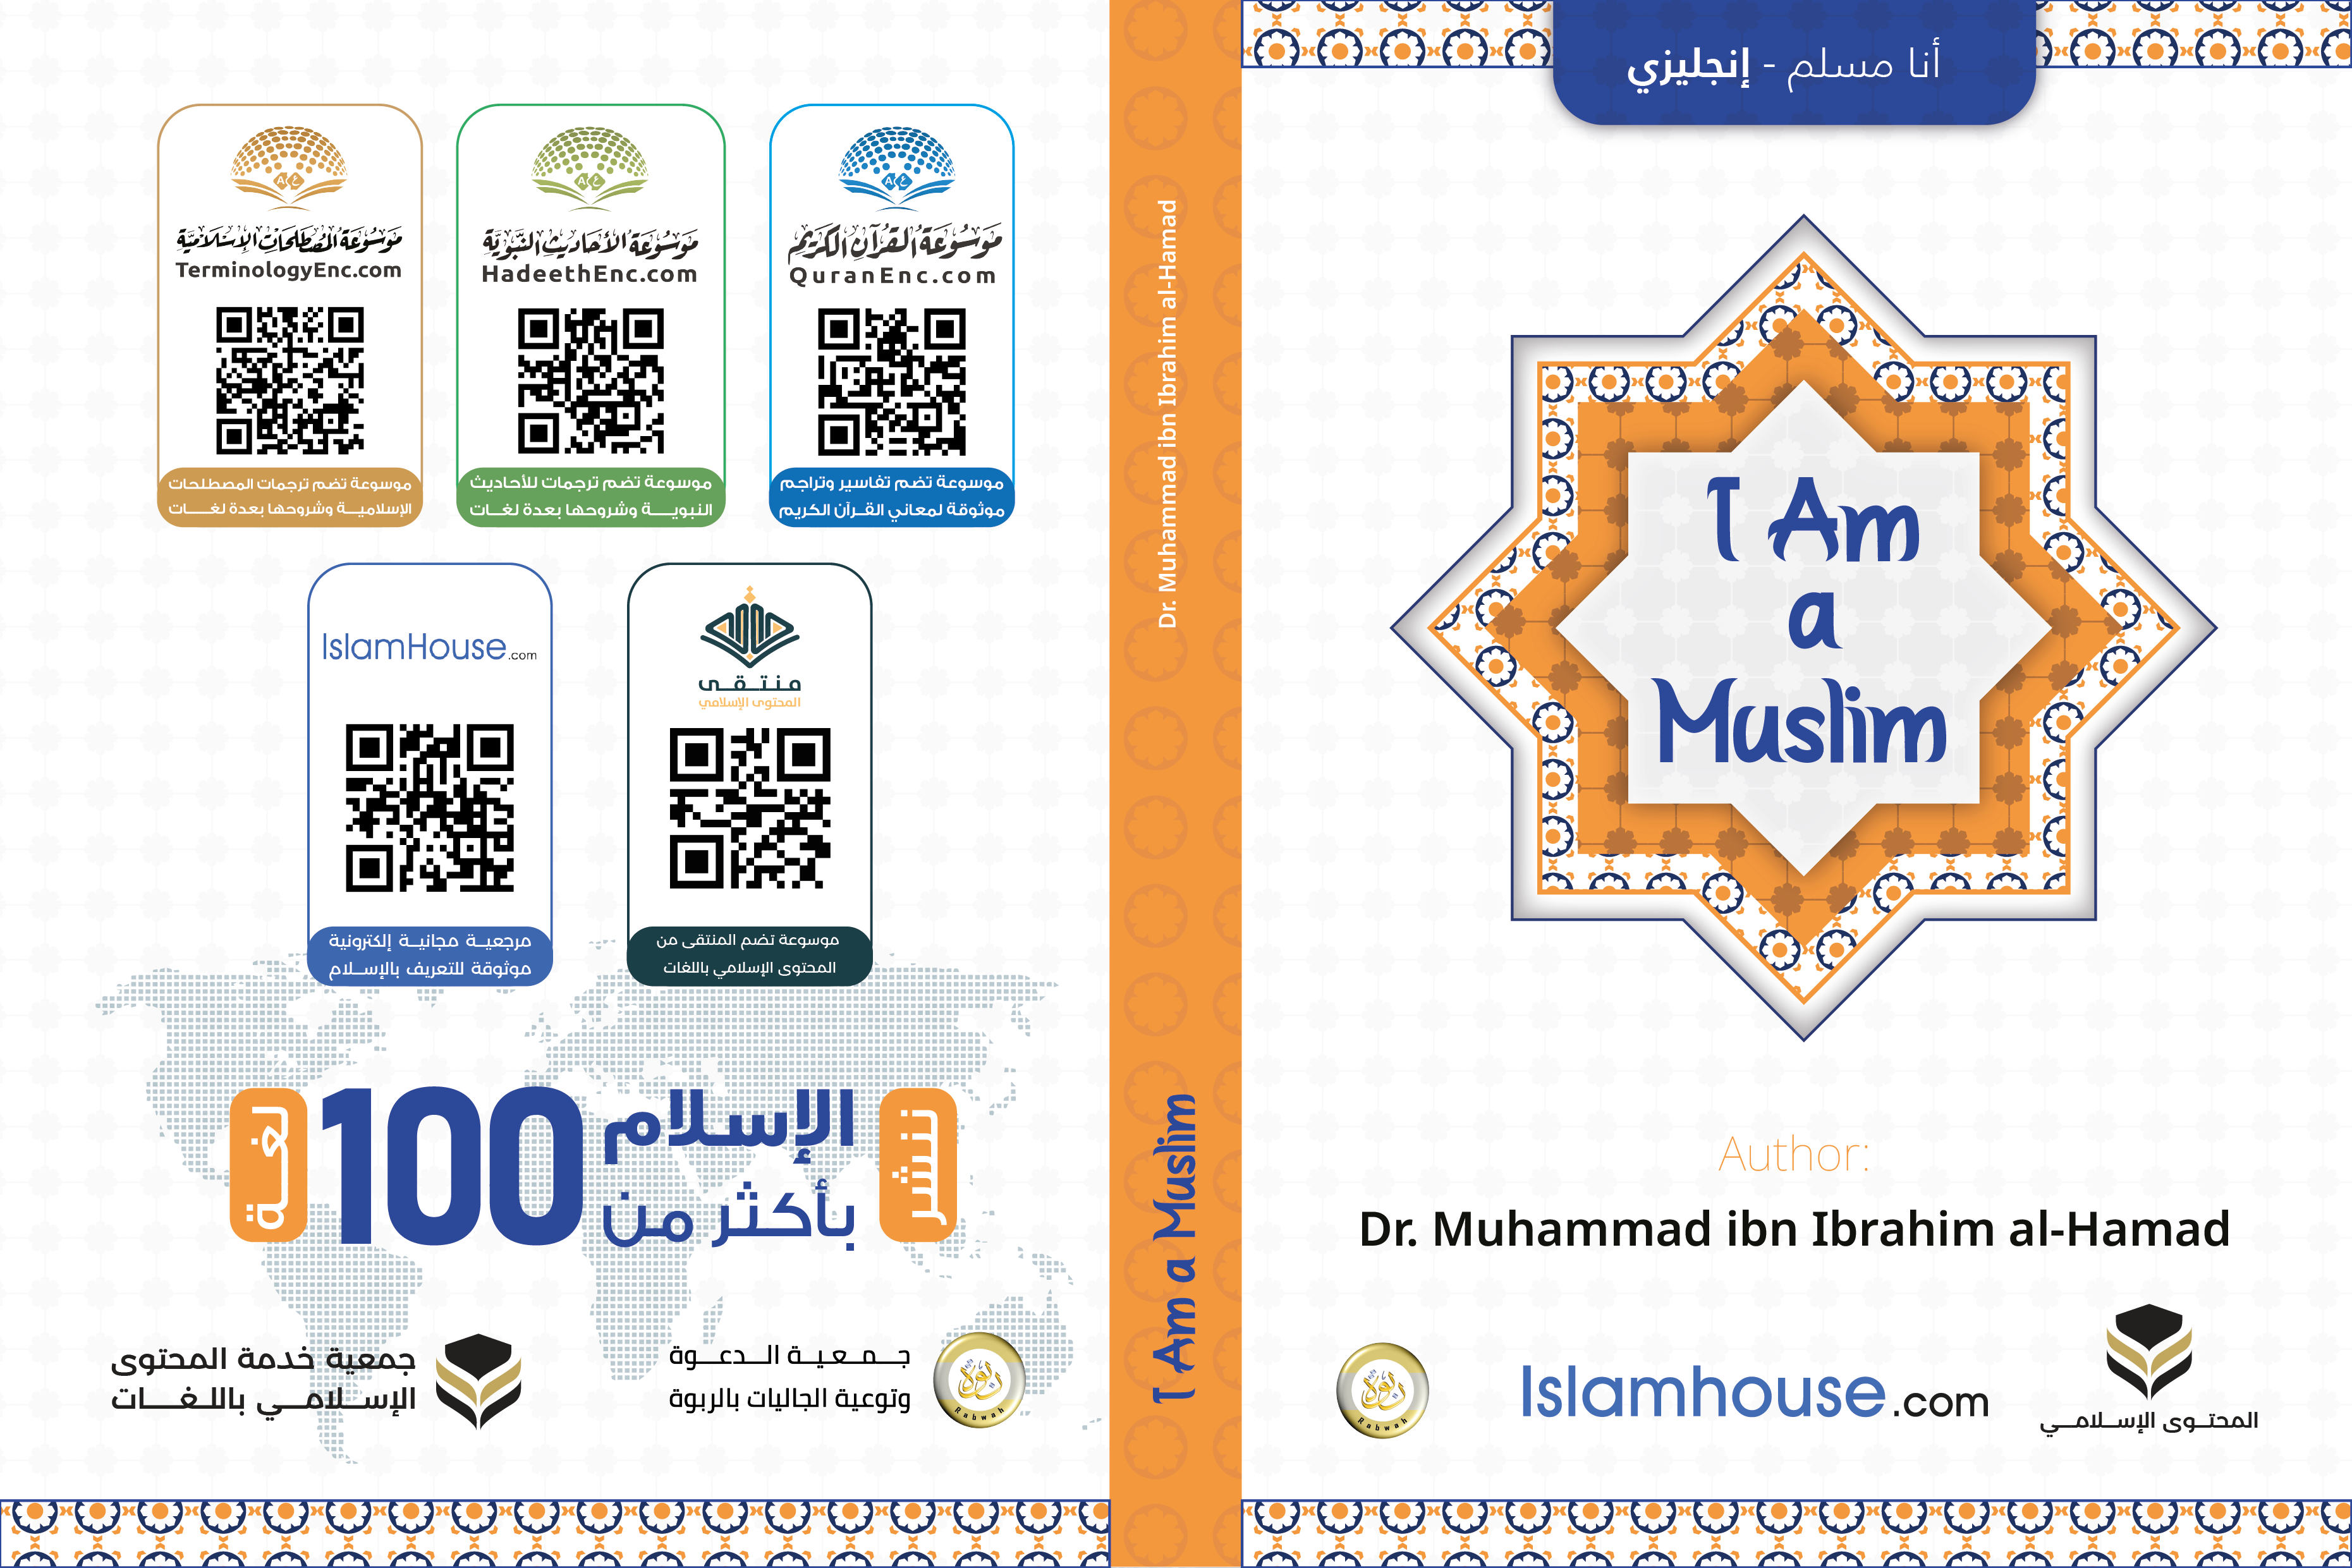 أنا مسلم - إنجليزي
I Am
a
Muslim
Author:
Dr. Muhammad ibn Ibrahim al-Hamad
Rabwah
Islamhouse.com
المحتوى الإسلامي
Dr. Muhammad ibn Ibrahim al-Hamad
I Am a Muslim
موسوعة القرآن الكريم
QuranEnc.com
موسوعة تضم تفاسير وتراجم
موثوقة لمعاني القرآن الكريم
موسوعة الأحاديث النبوية
HadeethEnc.com
موسوعة تضم ترجمات للأحاديث
النبوية وشروحها بعدة لغات
موسوعة المصطلحات الإسلامية
TerminologyEnc.com
موسوعة تضم ترجمات المصطلحات
الإسلامية وشروحها بعدة لغات
منتقى
المحتوى الإسلامي
موسوعة تضم المنتقى من
المحتوى الإسلامي باللغات
IslamHouse.com
مرجعية مجانية إلكترونية
موثوقة للتعريف بالإسلام
ننشر
الإسلام
بأكثر من
100
لغة
جمعية الدعوة
وتوعية الجاليات بالربوة
Rabwah
جمعية خدمة المحتوى
الإسلامي باللغات